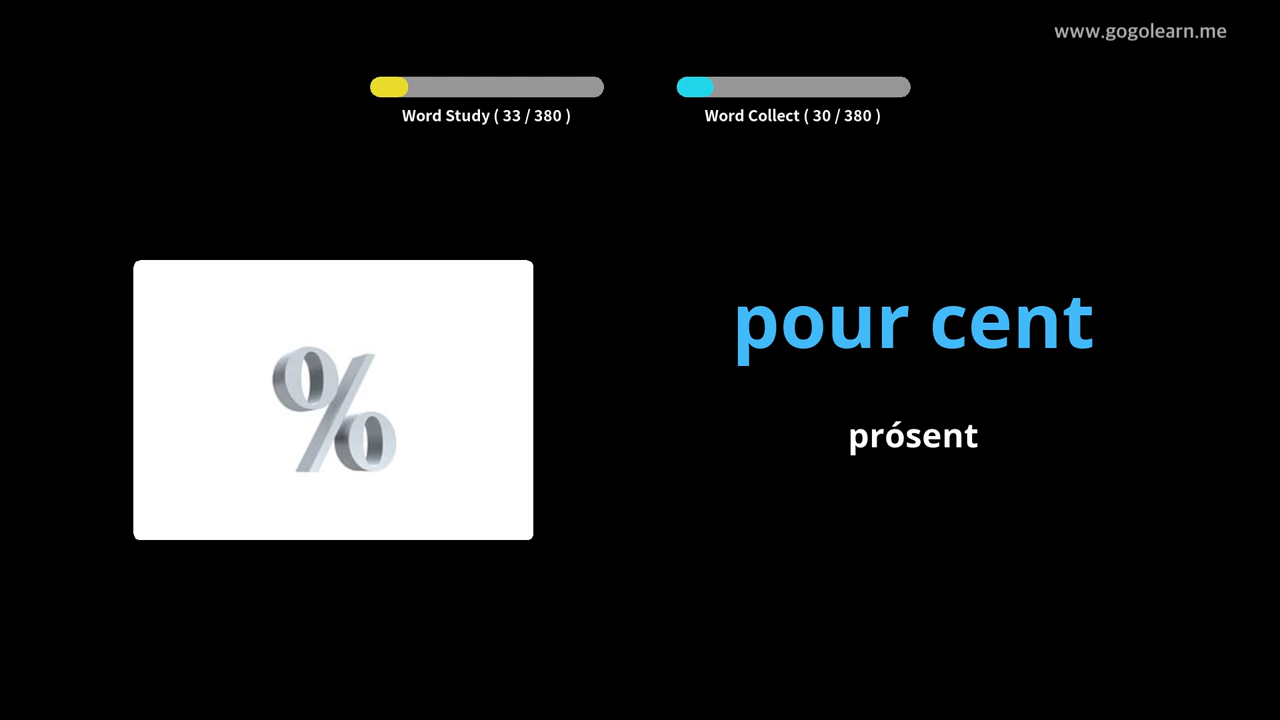 www.gogolearn.me
Word Study ( 33 / 380 )
Word Collect ( 30 / 380 )
%
pour cent
prósent